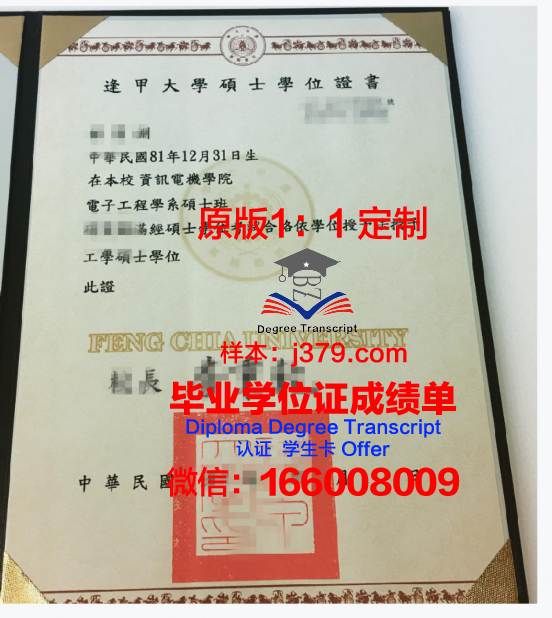 逢甲大學碩士學位證書
號
中華民國81年12月31日生
在本校 資訊電機學院
電子工程學系碩士班
工學碩士學位
此證
原版1：1定制
BZ
Degree Transcript
FENG CHIA UNIVERSITY
样本：j379.com
校長
毕业学位证成绩单
Diploma Degree Transcript
认证 学生卡 Offer
中華民國 月
微信：166008009